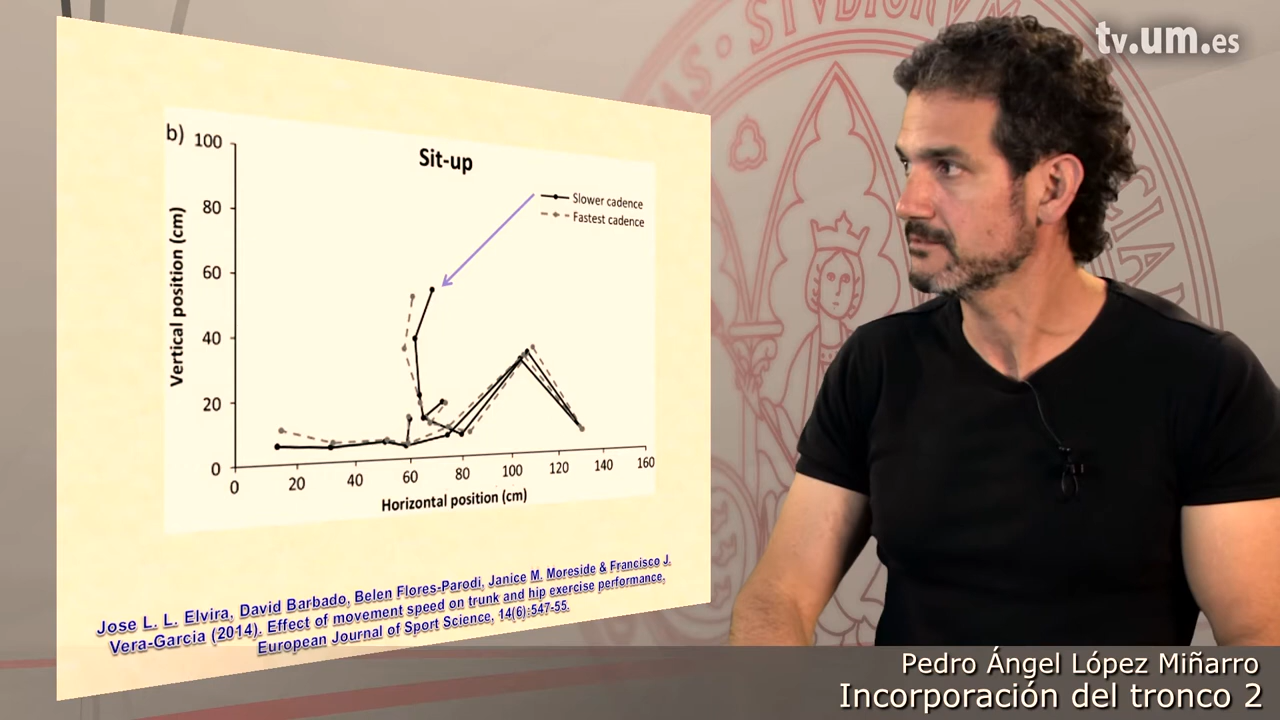 tv.um.es
STVDIORVM
b)
Sit-up
Slower cadence
Fastest cadence
Vertical position (cm)
100
80
60
40
20
0
0 20 40 60 80 100 120 140 160
Horizontal position (cm)
Jose L. L. Elvira, David Barbado, Belen Flores-Parodi, Janice M. Moreside & Francisco J.
Vera-Garcia (2014). Effect of movement speed on trunk and hip exercise performance,
European Journal of Sport Science, 14(6):547-55.
Pedro Ángel López Miñarro
Incorporación del tronco 2